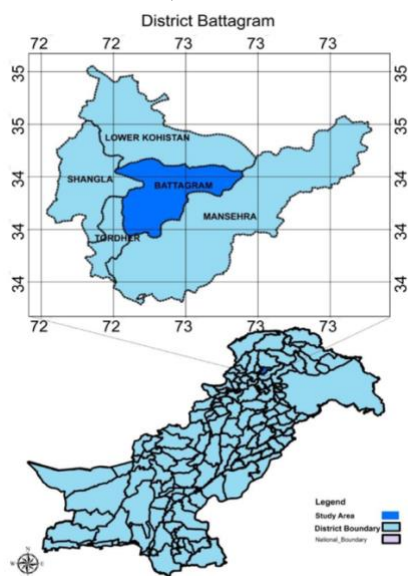 District Battagram
72 72 73 73 73
35 35
35 35
LOWER KOHISTAN
34 34
SHANGLA
BATTAGRAM
MANSEHRA
34 34
TORDHER
34 34
72 72 73 73 73
Legend
Study Area
District Boundary
National_Boundary
N
W E
S